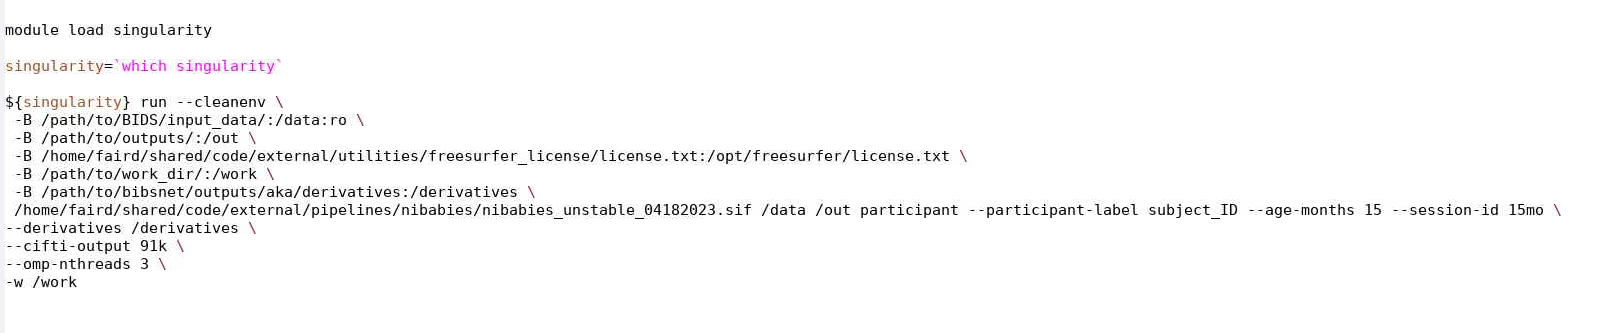 module load singularity
singularity=`which singularity`
${singularity} run --cleanenv \
-B /path/to/BIDS/input_data/:/data:ro \
-B /path/to/outputs/:/out \
-B /home/faird/shared/code/external/utilities/freesurfer_license/license.txt:/opt/freesurfer/license.txt \
-B /path/to/work_dir/:/work \
-B /path/to/bibsnet/outputs/aka/derivatives:/derivatives \
/home/faird/shared/code/external/pipelines/nibabies/nibabies_unstable_04182023.sif /data /out participant --participant-label subject_ID --age-months 15 --session-id 15mo \
--derivatives /derivatives \
--cifti-output 91k \
--omp-nthreads 3 \
-w /work